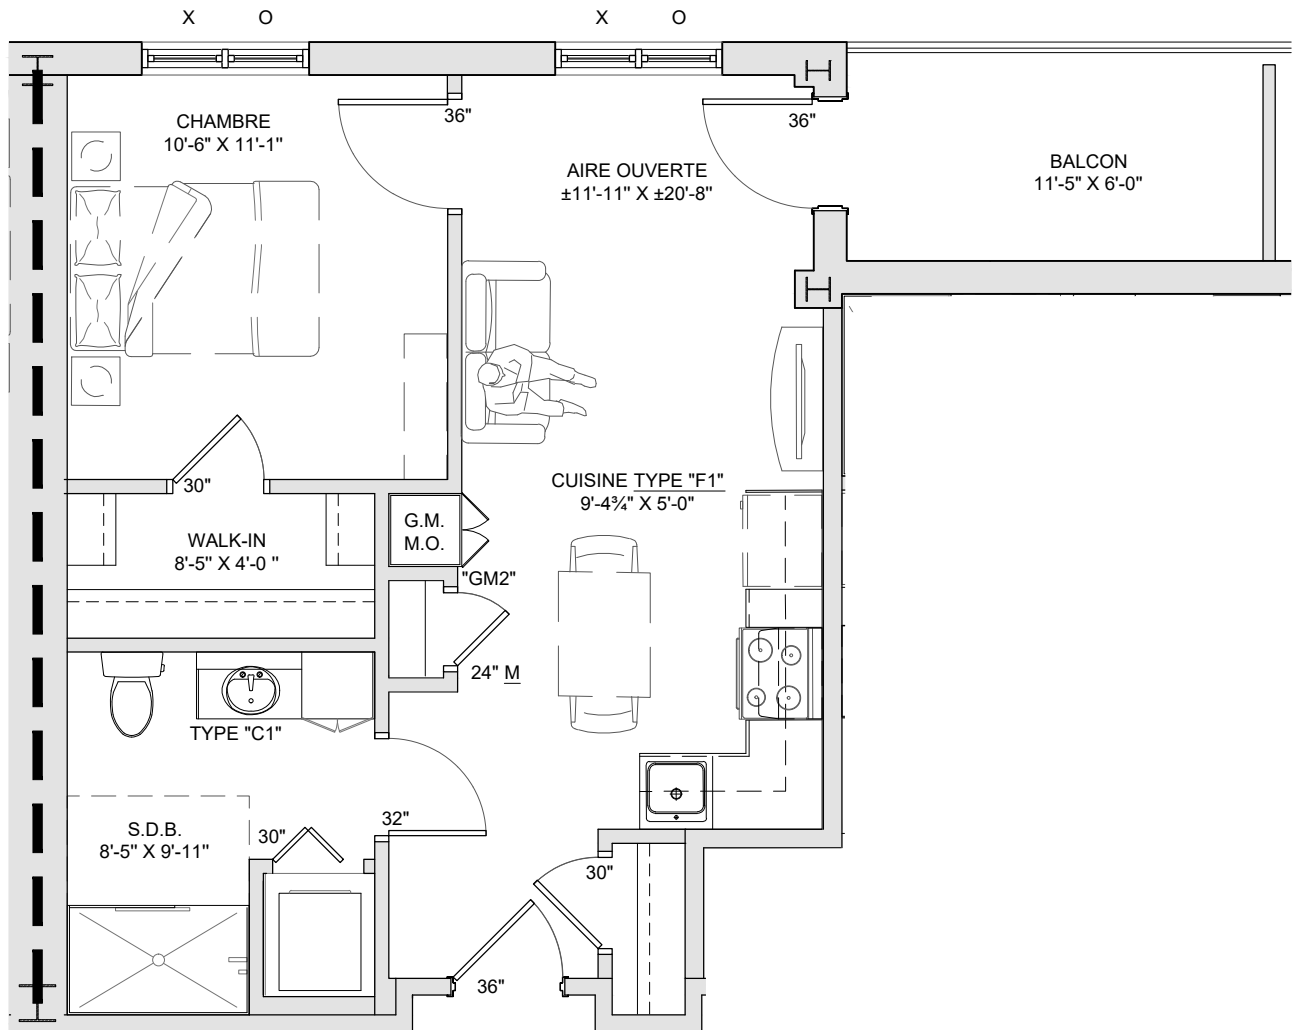 X O
X O
CHAMBRE
10'-6" X 11'-1"
36"
AIRE OUVERTE
±11'-11" X ±20'-8"
36"
BALCON
11'-5" X 6'-0"
30"
CUISINE TYPE "F1"
9'-4¾" X 5'-0"
WALK-IN
8'-5" X 4'-0 "
G.M.
M.O.
"GM2"
24" M
TYPE "C1"
S.D.B.
8'-5" X 9'-11"
30"
32"
30"
36"